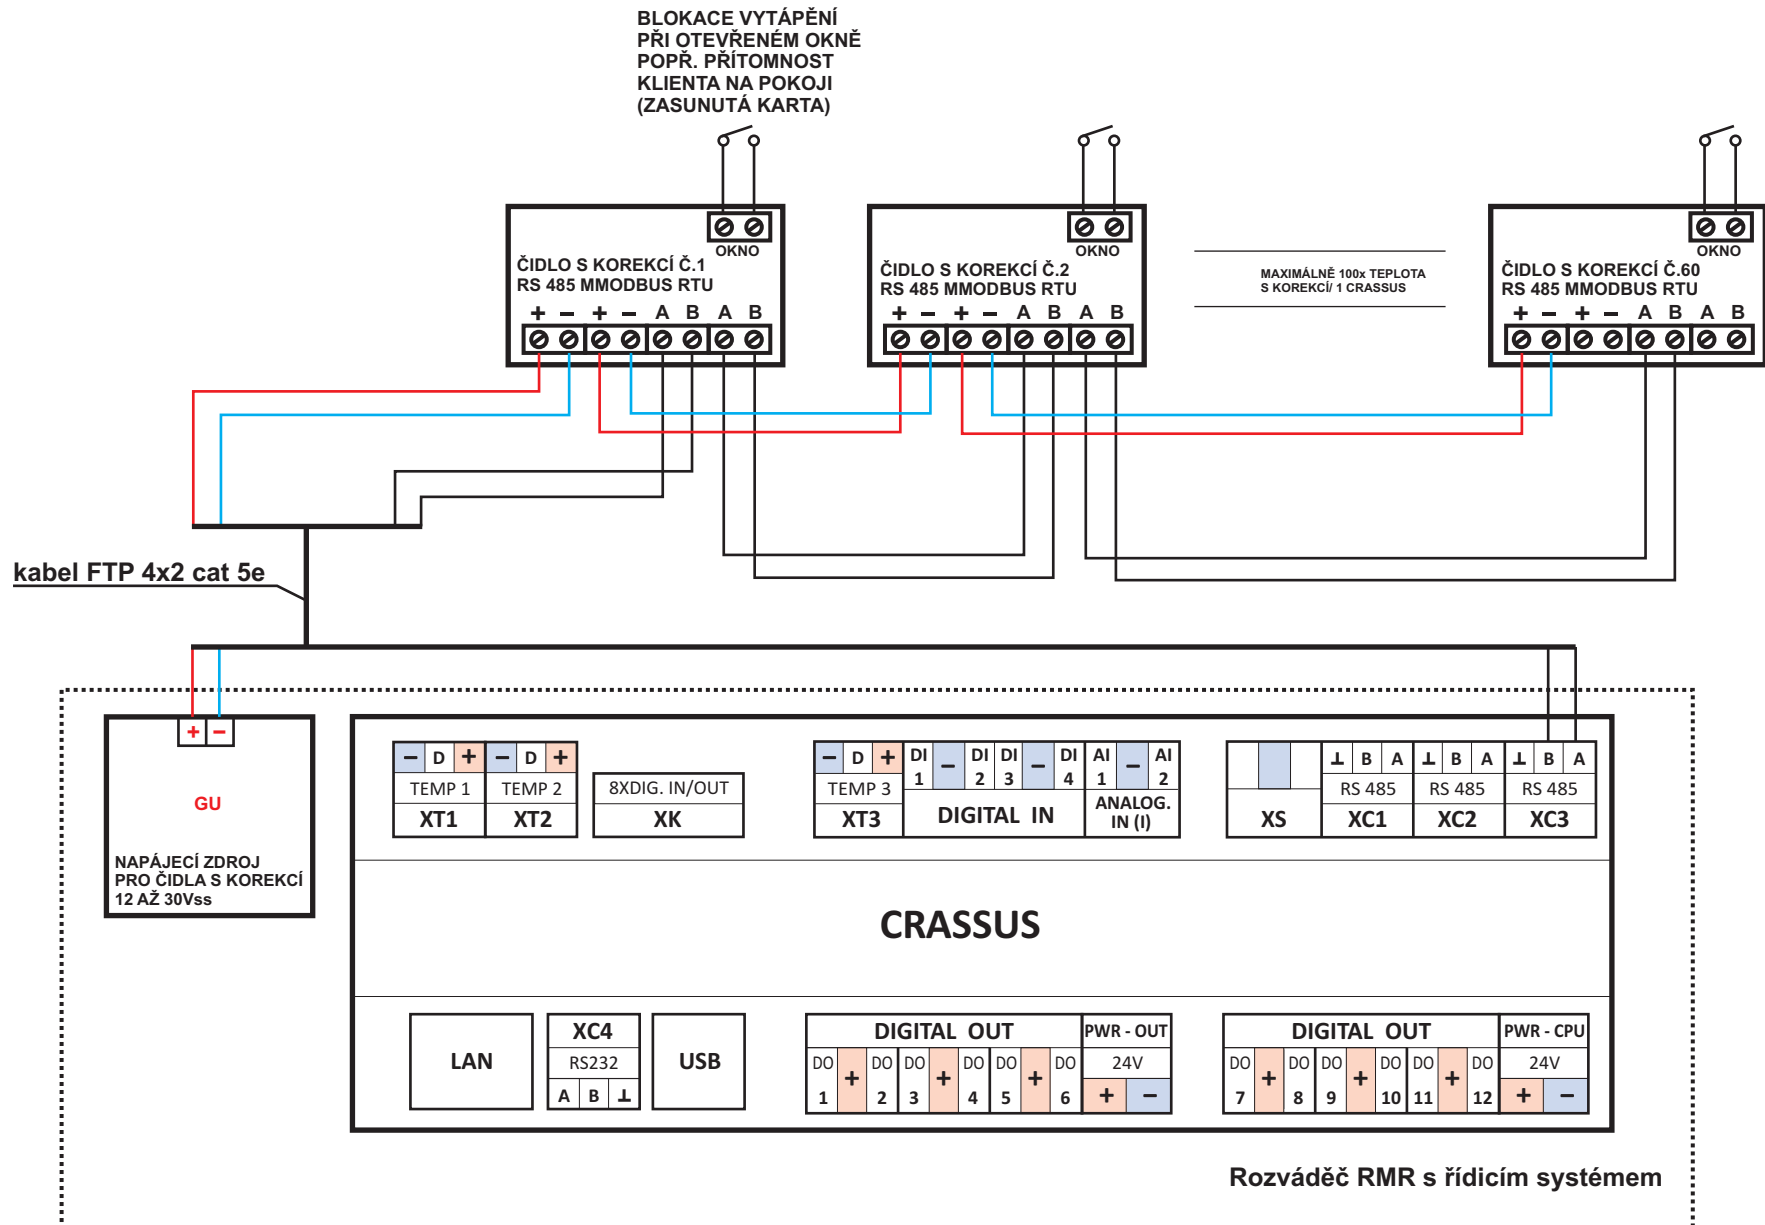 BLOKACE VYTÁPĚNÍ
PŘI OTEVŘENÉM OKNĚ
POPŘ. PŘÍTOMNOST
KLIENTA NA POKOJI
(ZASUNUTÁ KARTA)
OKNO
ČIDLO S KOREKCÍ Č.1
RS 485 MMODBUS RTU
+ − + − A B A B
OKNO
ČIDLO S KOREKCÍ Č.2
RS 485 MMODBUS RTU
+ − + − A B A B
MAXIMÁLNĚ 100x TEPLOTA
S KOREKCÍ/ 1 CRASSUS
OKNO
ČIDLO S KOREKCÍ Č.60
RS 485 MMODBUS RTU
+ − + − A B A B
kabel FTP 4x2 cat 5e
+ −
GU
NAPÁJECÍ ZDROJ
PRO ČIDLA S KOREKCÍ
12 AŽ 30Vss
− D +
TEMP 1
XT1
− D +
TEMP 2
XT2
8XDIG. IN/OUT
XK
− D +
TEMP 3
XT3
DI 1 − DI 2 DI 3 − DI 4
DIGITAL IN
AI 1 − AI 2
ANALOG.
IN (I)
XS
⊥ B A
RS 485
XC1
⊥ B A
RS 485
XC2
⊥ B A
RS 485
XC3
CRASSUS
LAN
XC4
RS232
A B ⊥
USB
DIGITAL OUT
DO 1 + DO 2 DO 3 + DO 4 DO 5 + DO 6
PWR - OUT
24V
+ −
DIGITAL OUT
DO 7 + DO 8 DO 9 + DO 10 DO 11 + DO 12
PWR - CPU
24V
+ −
Rozváděč RMR s řídicím systémem